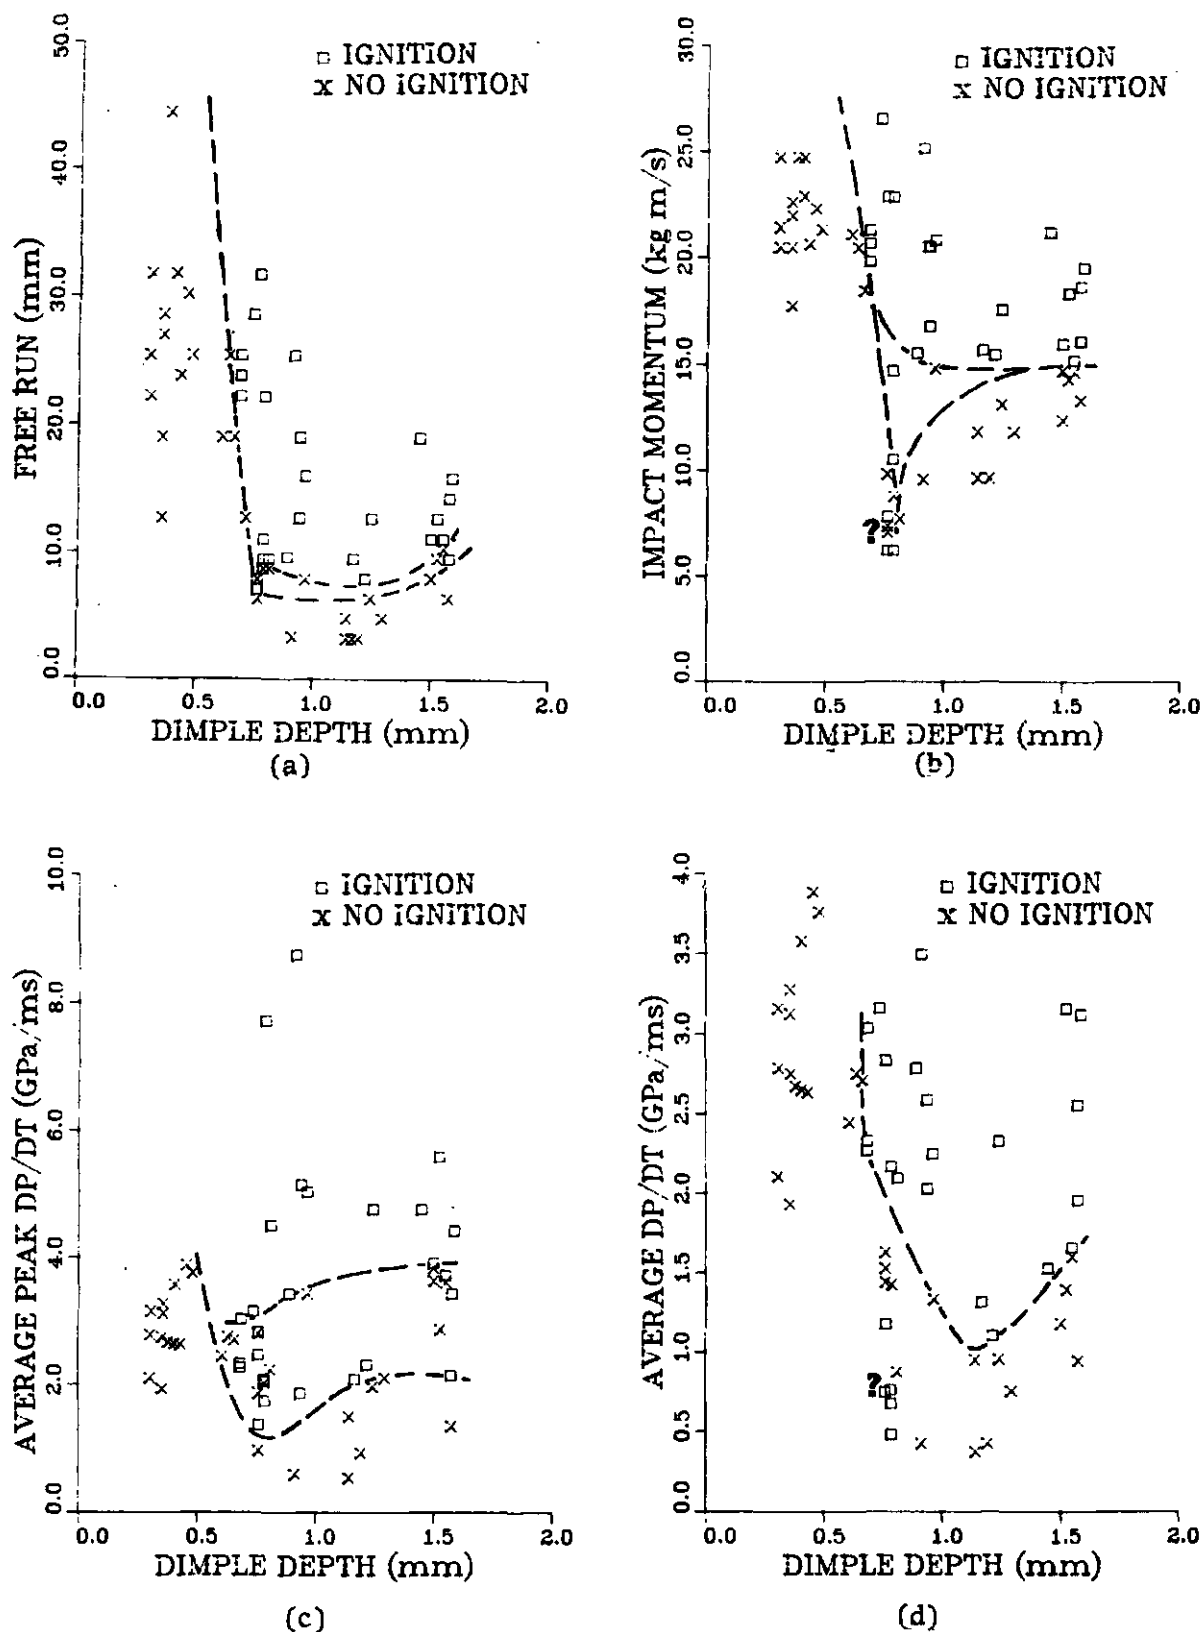 50.0
40.0
30.0
20.0
10.0
0.0
FREE RUN (mm)
□ IGNITION
x NO IGNITION
0.0 0.5 1.0 1.5 2.0
DIMPLE DEPTH (mm)
(a)
30.0
25.0
20.0
15.0
10.0
5.0
0.0
IMPACT MOMENTUM (kg m/s)
□ IGNITION
x NO IGNITION
?
0.0 0.5 1.0 1.5 2.0
DIMPLE DEPTH (mm)
(b)
10.0
8.0
6.0
4.0
2.0
0.0
AVERAGE PEAK DP/DT (GPa/ms)
□ IGNITION
x NO IGNITION
0.0 0.5 1.0 1.5 2.0
DIMPLE DEPTH (mm)
(c)
4.0
3.5
3.0
2.5
2.0
1.5
1.0
0.5
0.0
AVERAGE DP/DT (GPa/ms)
□ IGNITION
x NO IGNITION
?
0.0 0.5 1.0 1.5 2.0
DIMPLE DEPTH (mm)
(d)